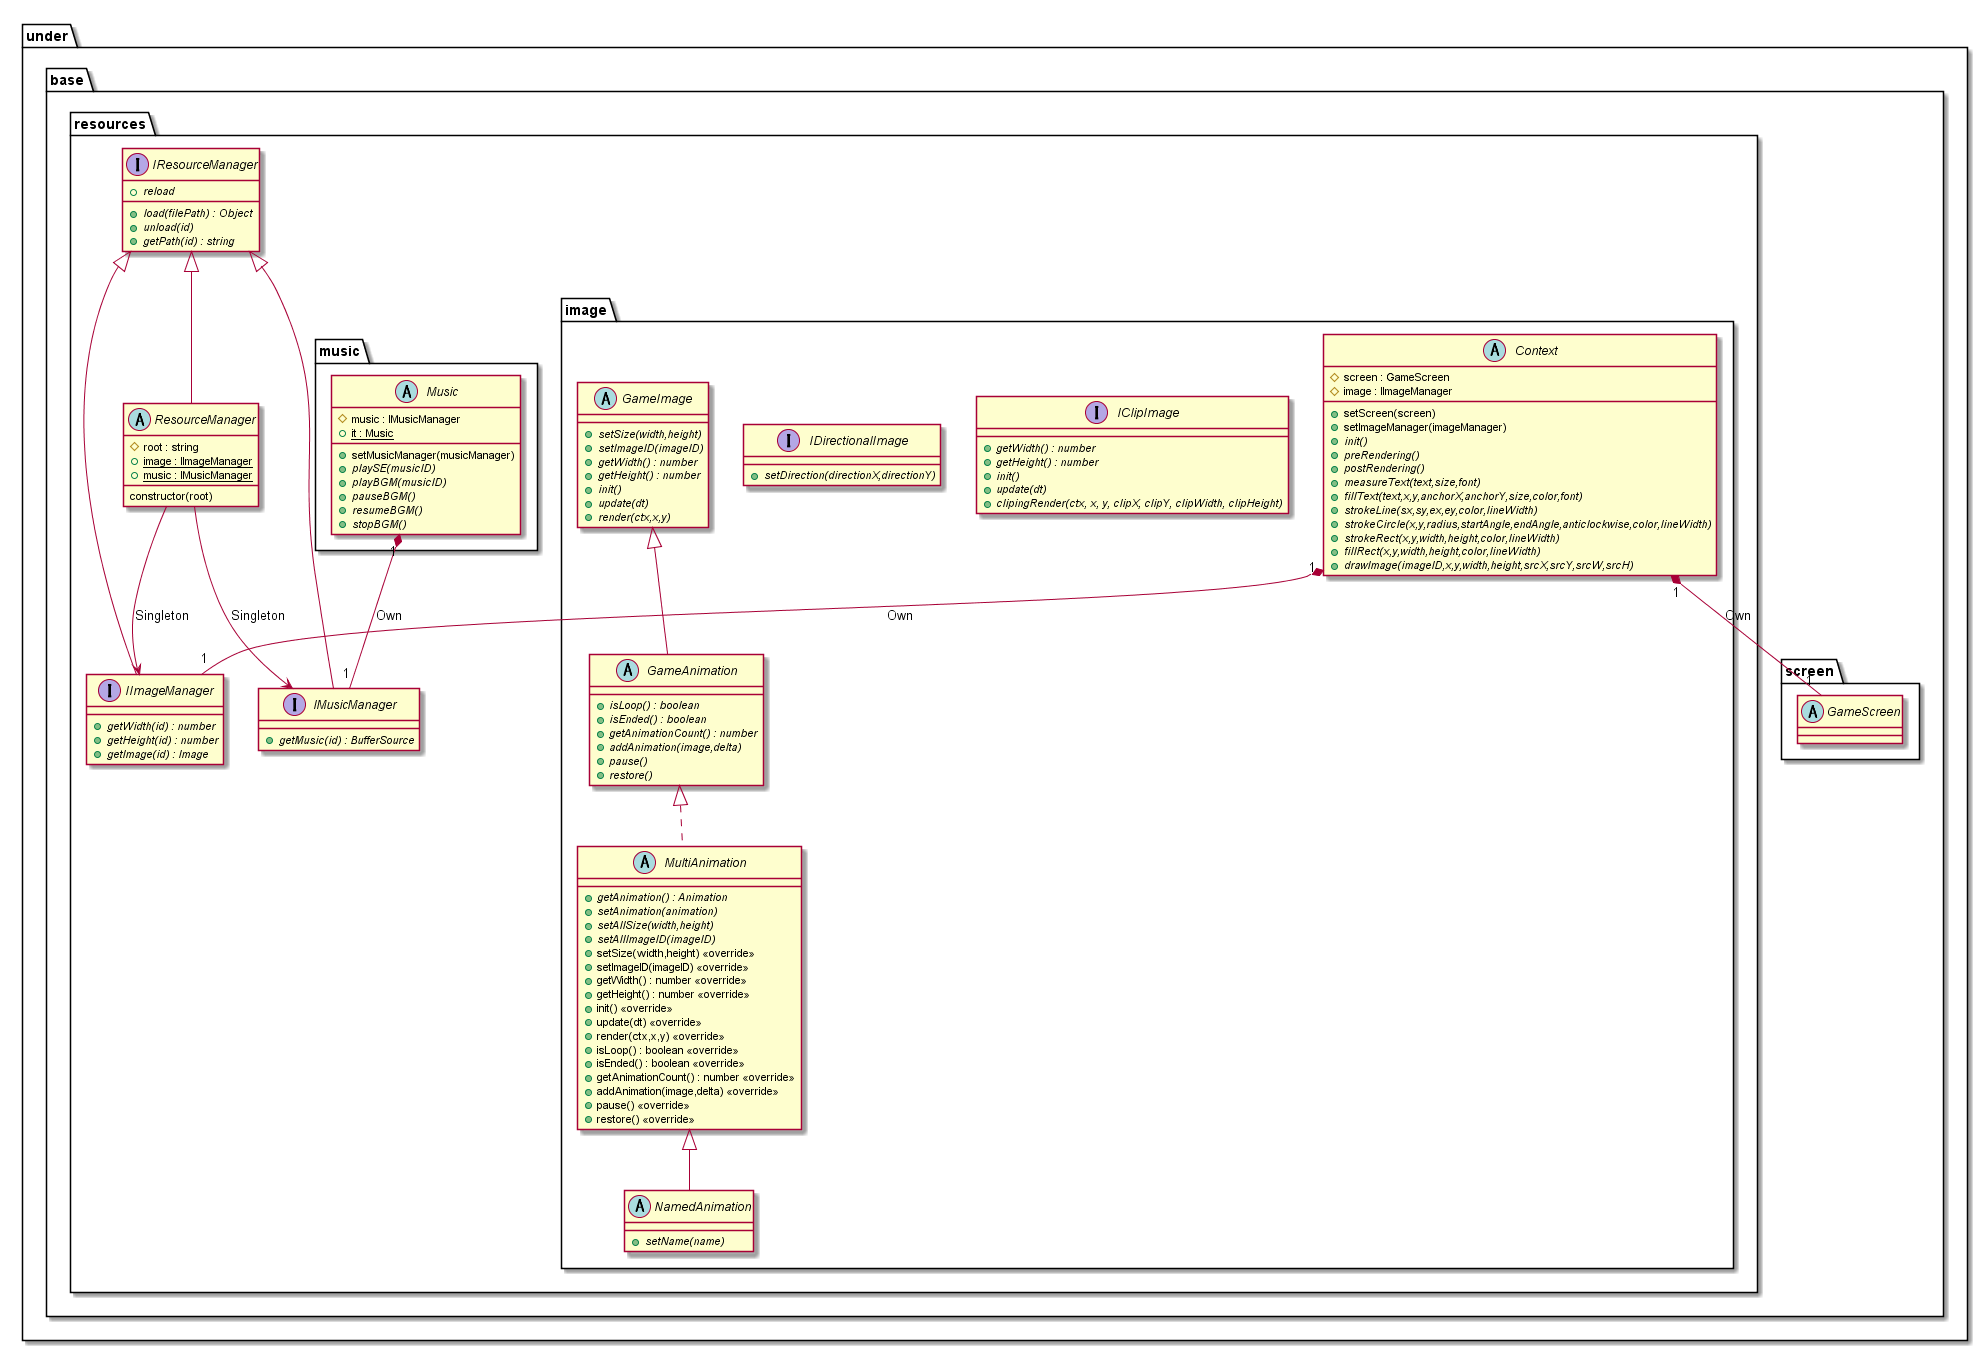 under
base
resources
I IResourceManager
reload
load(filePath) : Object
unload(id)
getPath(id) : string
A ResourceManager
root : string
image : IImageManager
music : IMusicManager
constructor(root)
music
A Music
music : IMusicManager
it : Music
setMusicManager(musicManager)
playSE(musicID)
playBGM(musicID)
pauseBGM()
resumeBGM()
stopBGM()
image
A GameImage
setSize(width,height)
setImageID(imageID)
getWidth() : number
getHeight() : number
init()
update(dt)
render(ctx,x,y)
I IDirectionalImage
setDirection(directionX,directionY)
I IClipImage
getWidth() : number
getHeight() : number
init()
update(dt)
clipingRender(ctx, x, y, clipX, clipY, clipWidth, clipHeight)
A Context
screen : GameScreen
image : IImageManager
setScreen(screen)
setImageManager(imageManager)
init()
preRendering()
postRendering()
measureText(text,size,font)
fillText(text,x,y,anchorX,anchorY,size,color,font)
strokeLine(sx,sy,ex,ey,color,lineWidth)
strokeCircle(x,y,radius,startAngle,endAngle,anticlockwise,color,lineWidth)
strokeRect(x,y,width,height,color,lineWidth)
fillRect(x,y,width,height,color,lineWidth)
drawImage(imageID,x,y,width,height,srcX,srcY,srcW,srcH)
1
1
1
Singleton
Singleton
Own
Own
Own
1
1
1
I IImageManager
getWidth(id) : number
getHeight(id) : number
getImage(id) : Image
I IMusicManager
getMusic(id) : BufferSource
A GameAnimation
isLoop() : boolean
isEnded() : boolean
getAnimationCount() : number
addAnimation(image,delta)
pause()
restore()
screen
A GameScreen
A MultiAnimation
getAnimation() : Animation
setAnimation(animation)
setAllSize(width,height)
setAllImageID(imageID)
setSize(width,height) «override»
setImageID(imageID) «override»
getWidth() : number «override»
getHeight() : number «override»
init() «override»
update(dt) «override»
render(ctx,x,y) «override»
isLoop() : boolean «override»
isEnded() : boolean «override»
getAnimationCount() : number «override»
addAnimation(image,delta) «override»
pause() «override»
restore() «override»
A NamedAnimation
setName(name)